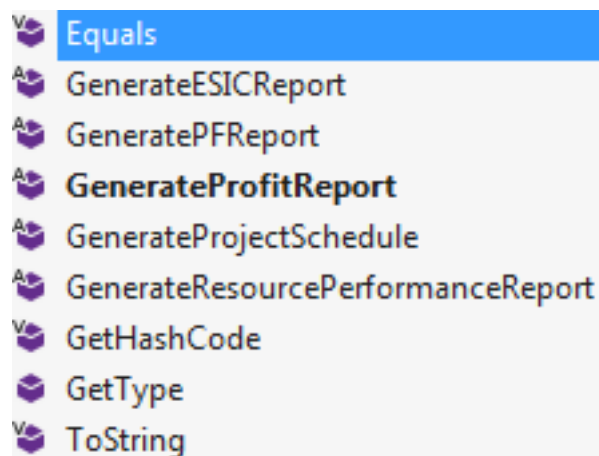 V Equals
A GenerateESICReport
A GeneratePFReport
A GenerateProfitReport
A GenerateProjectSchedule
A GenerateResourcePerformanceReport
V GetHashCode
GetType
V ToString